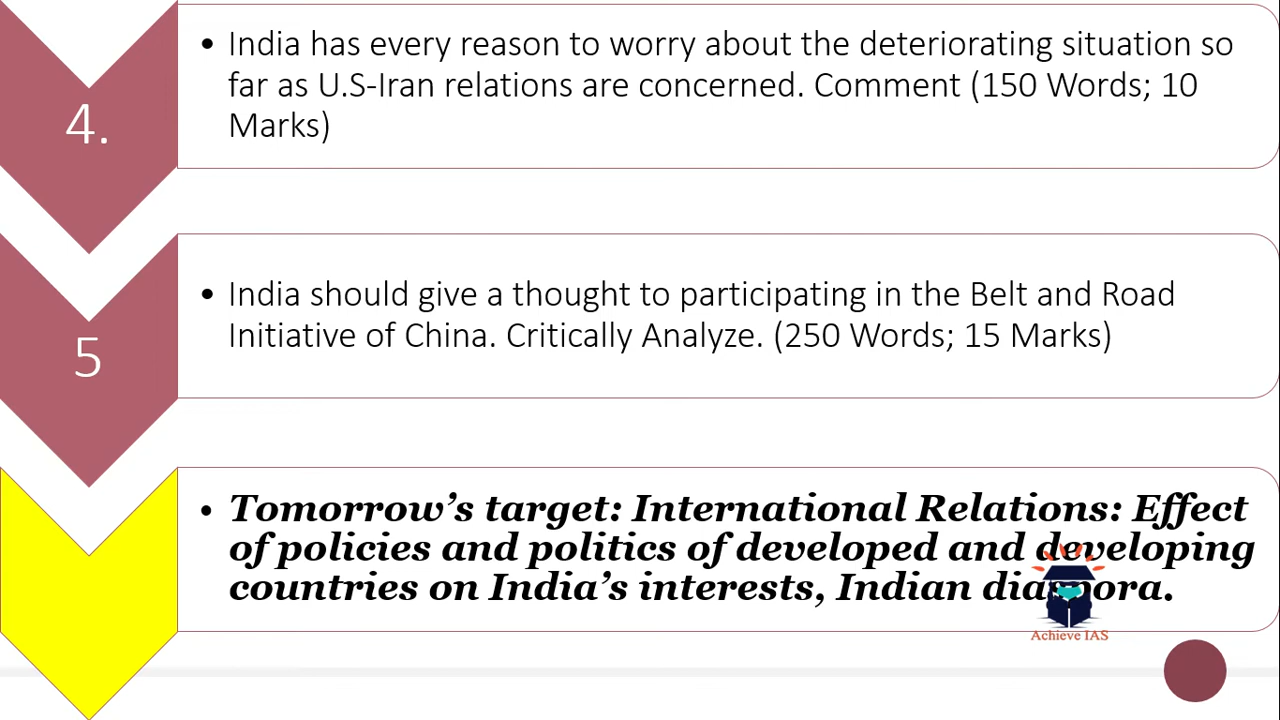 4.
• India has every reason to worry about the deteriorating situation so
far as U.S-Iran relations are concerned. Comment (150 Words; 10
Marks)
5
• India should give a thought to participating in the Belt and Road
Initiative of China. Critically Analyze. (250 Words; 15 Marks)
• Tomorrow’s target: International Relations: Effect
of policies and politics of developed and developing
countries on India’s interests, Indian diaspora.
Achieve IAS